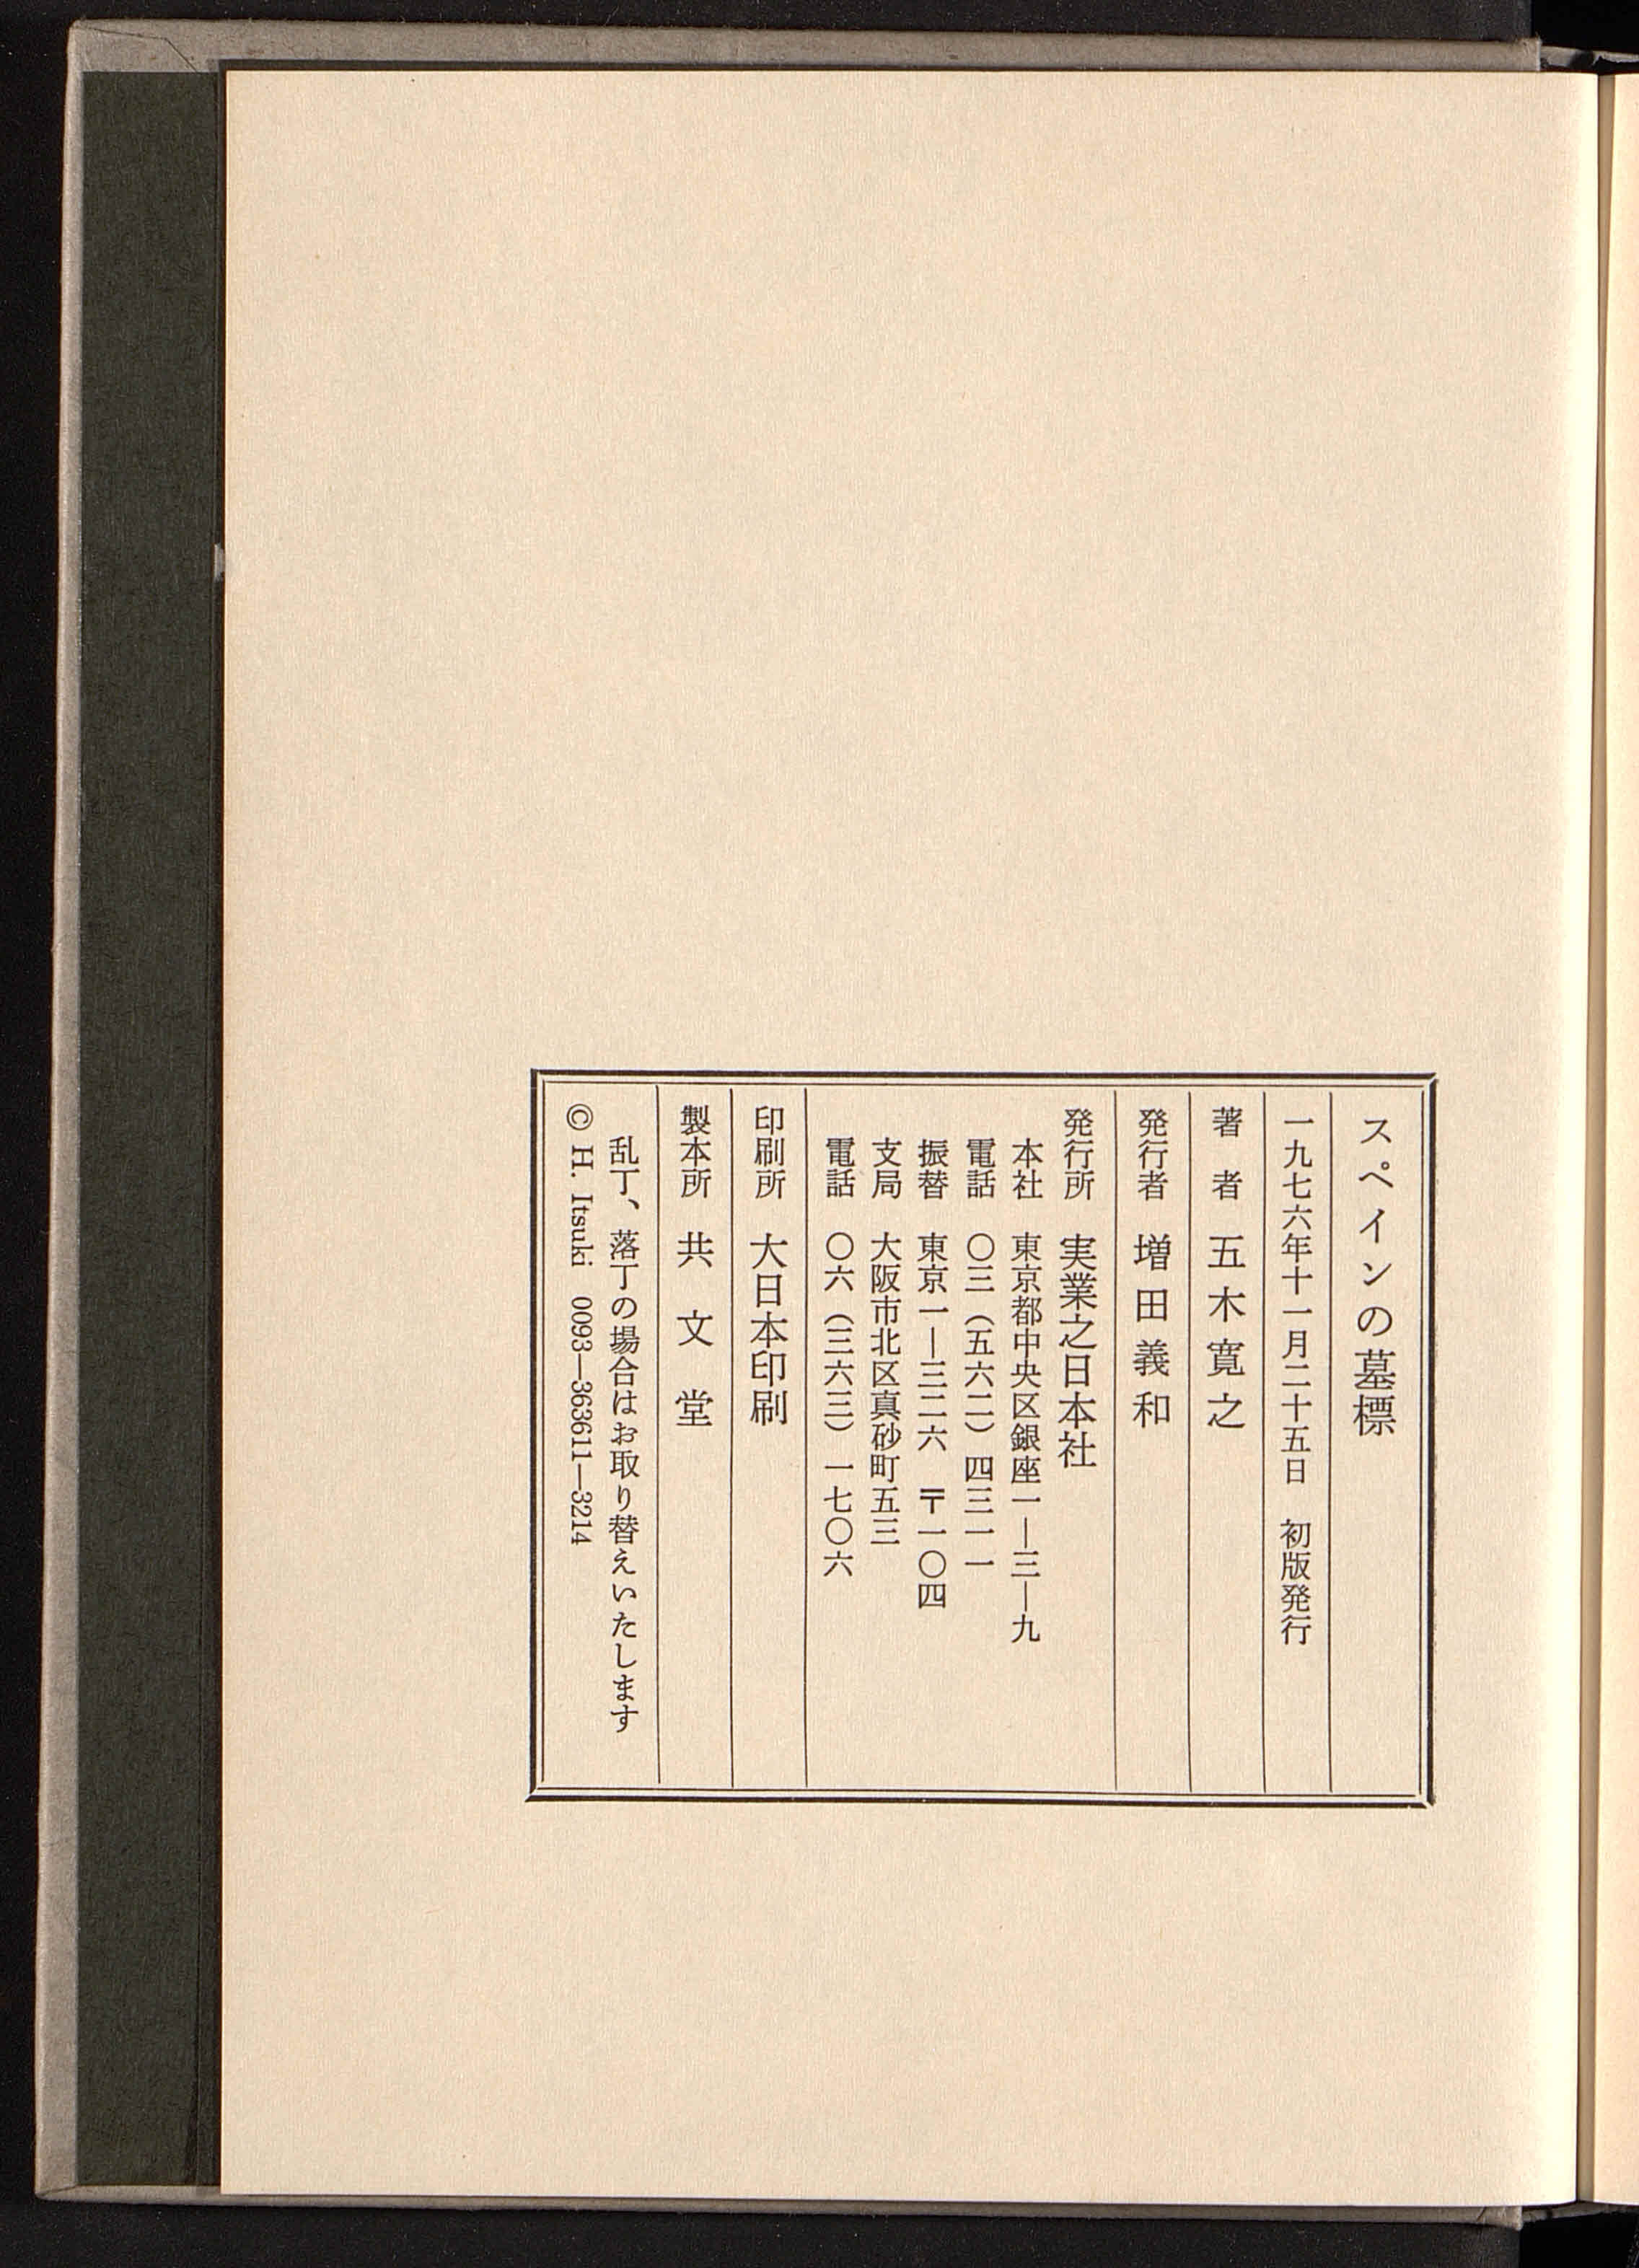 スペインの墓標
一九七六年十一月二十五日　初版発行
著者　五木寛之
発行者　増田義和
発行所　実業之日本社
本社　東京都中央区銀座一―三―九
電話　〇三（五六二）四三一一
振替　東京一―三二六　〒一〇四
支局　大阪市北区真砂町五三
電話　〇六（三六三）一七〇六
印刷所　大日本印刷
製本所　共文堂
乱丁、落丁の場合はお取り替えいたします
© H. Itsuki　0093―363611―3214